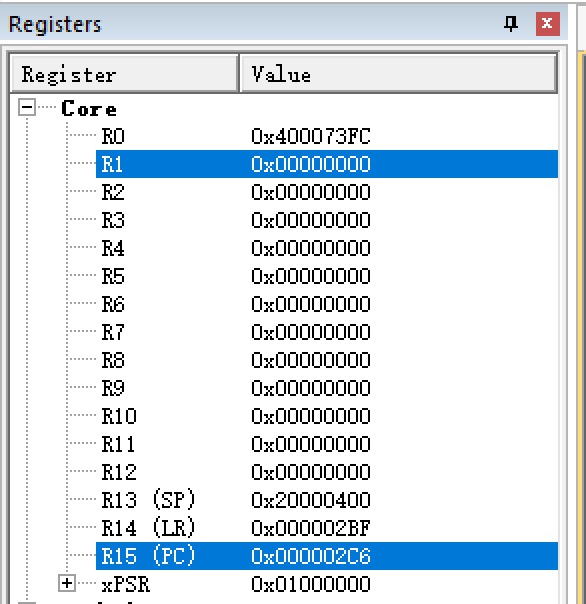 Registers
Register Value
Core
R0 0x400073FC
R1 0x00000000
R2 0x00000000
R3 0x00000000
R4 0x00000000
R5 0x00000000
R6 0x00000000
R7 0x00000000
R8 0x00000000
R9 0x00000000
R10 0x00000000
R11 0x00000000
R12 0x00000000
R13 (SP) 0x20000400
R14 (LR) 0x000002BF
R15 (PC) 0x000002C6
xPSR 0x01000000